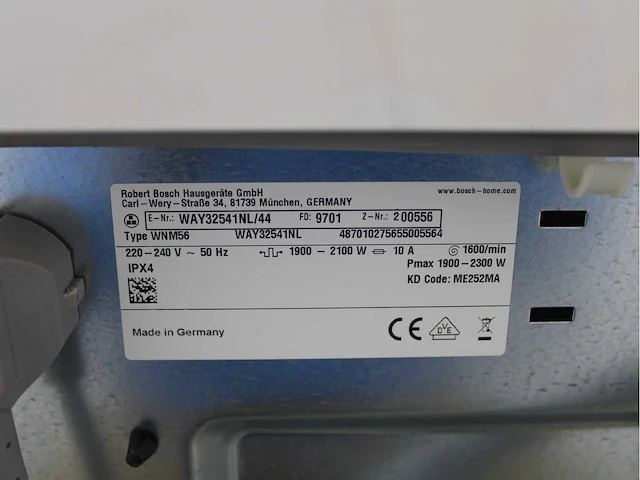 Robert Bosch Hausgeräte GmbH
www.bosch-home.com
Carl-Wery-Straße 34, 81739 München, GERMANY
E-Nr.: WAY32541NL/44 FD: 9701 Z-Nr.: 200556
Type WNM56 WAY32541NL 487010275655005564
220-240 V ~ 50 Hz 1900-2100 W 10 A 1600/min
IPX4 Pmax 1900-2300 W
KD Code: ME252MA
Made in Germany CE DVE